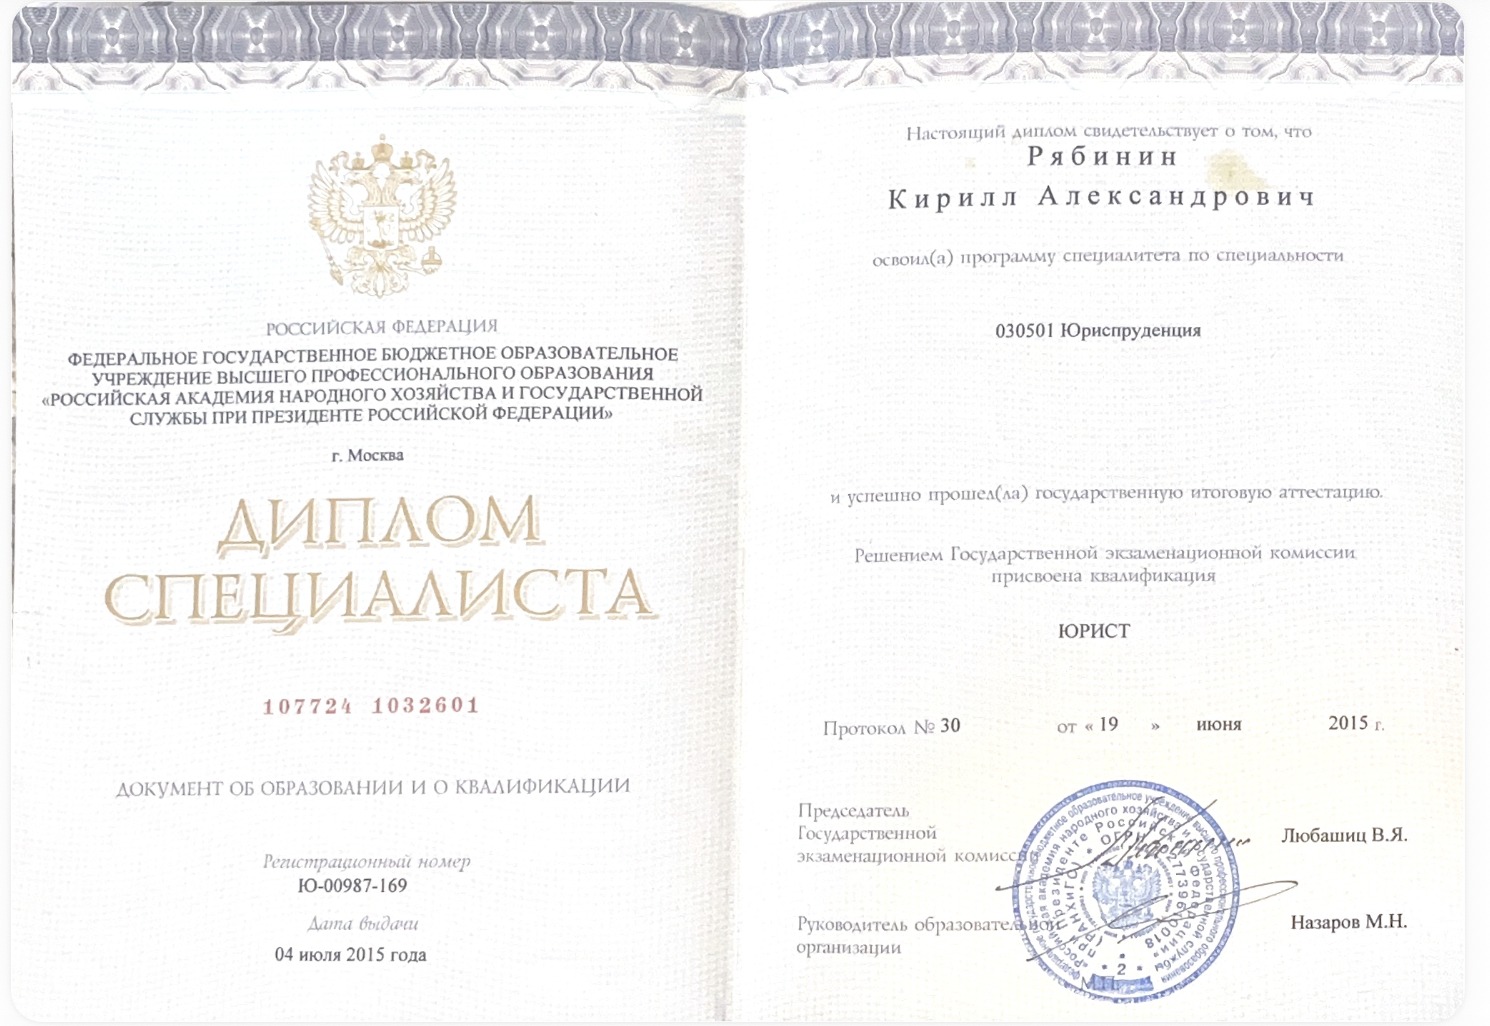 РОССИЙСКАЯ ФЕДЕРАЦИЯ
ФЕДЕРАЛЬНОЕ ГОСУДАРСТВЕННОЕ БЮДЖЕТНОЕ ОБРАЗОВАТЕЛЬНОЕ
УЧРЕЖДЕНИЕ ВЫСШЕГО ПРОФЕССИОНАЛЬНОГО ОБРАЗОВАНИЯ
«РОССИЙСКАЯ АКАДЕМИЯ НАРОДНОГО ХОЗЯЙСТВА И ГОСУДАРСТВЕННОЙ
СЛУЖБЫ ПРИ ПРЕЗИДЕНТЕ РОССИЙСКОЙ ФЕДЕРАЦИИ»
г. Москва
ДИПЛОМ
СПЕЦИАЛИСТА
107724 1032601
ДОКУМЕНТ ОБ ОБРАЗОВАНИИ И О КВАЛИФИКАЦИИ
Регистрационный номер
Ю-00987-169
Дата выдачи
04 июля 2015 года
Настоящий диплом свидетельствует о том, что
Рябинин
Кирилл Александрович
освоил(а) программу специалитета по специальности
030501 Юриспруденция
и успешно прошел(ла) государственную итоговую аттестацию.
Решением Государственной экзаменационной комиссии
присвоена квалификация
ЮРИСТ
Протокол № 30 от « 19 » июня 2015 г.
Председатель
Государственной
экзаменационной комиссии
Любашиц В.Я.
Руководитель образовательной
организации
Назаров М.Н.
М.П.